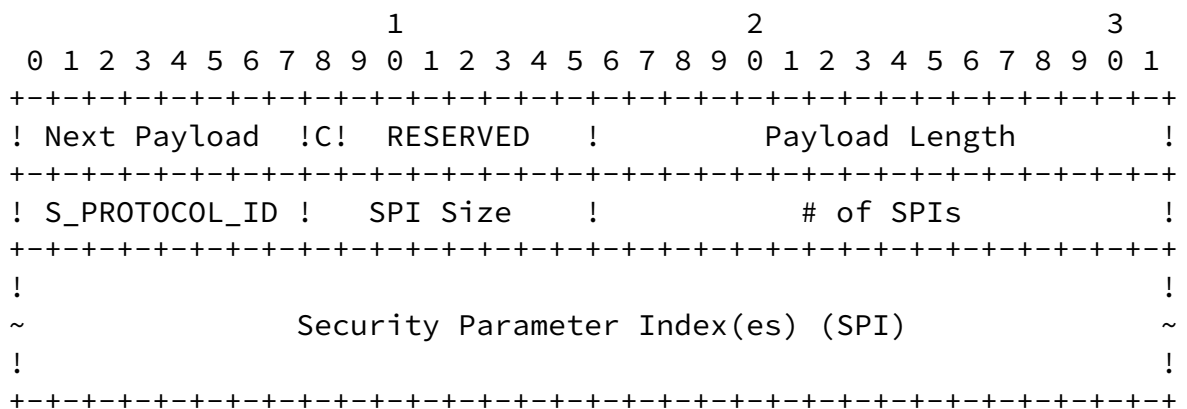 1                   2                   3
 0 1 2 3 4 5 6 7 8 9 0 1 2 3 4 5 6 7 8 9 0 1 2 3 4 5 6 7 8 9 0 1
+-+-+-+-+-+-+-+-+-+-+-+-+-+-+-+-+-+-+-+-+-+-+-+-+-+-+-+-+-+-+-+-+
! Next Payload  !C!  RESERVED   !         Payload Length        !
+-+-+-+-+-+-+-+-+-+-+-+-+-+-+-+-+-+-+-+-+-+-+-+-+-+-+-+-+-+-+-+-+
! S_PROTOCOL_ID !   SPI Size    !           # of SPIs           !
+-+-+-+-+-+-+-+-+-+-+-+-+-+-+-+-+-+-+-+-+-+-+-+-+-+-+-+-+-+-+-+-+
!                                                               !
~               Security Parameter Index(es) (SPI)              ~
!                                                               !
+-+-+-+-+-+-+-+-+-+-+-+-+-+-+-+-+-+-+-+-+-+-+-+-+-+-+-+-+-+-+-+-+